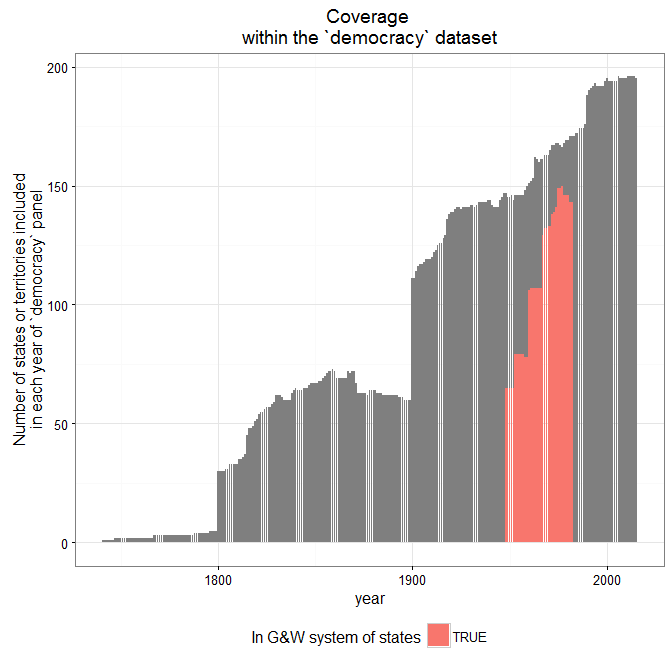 Coverage
within the `democracy` dataset
Number of states or territories included
in each year of `democracy` panel
200
150
100
50
0
1800
1900
2000
year
In G&W system of states
TRUE